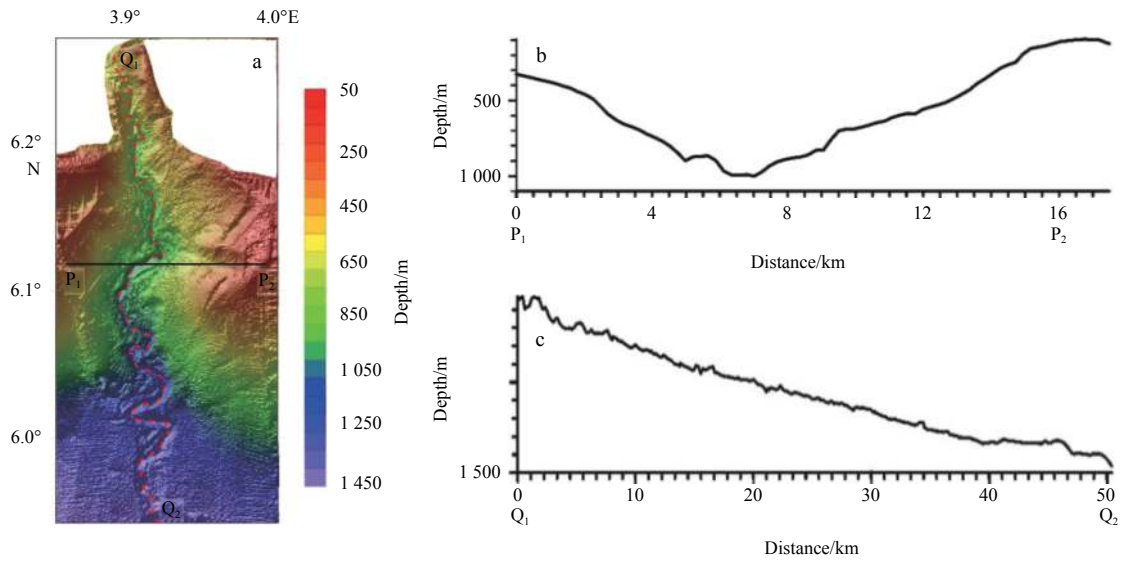 3.9° 4.0°E
Q1
a
6.2°
N
P1 P2
6.1°
6.0°
Q2
50
250
450
650
850
1 050
1 250
1 450
Depth/m
b
Depth/m
500
1 000
0 4 8 12 16
P1 P2
Distance/km
c
Depth/m
1 500
0 10 20 30 40 50
Q1 Q2
Distance/km